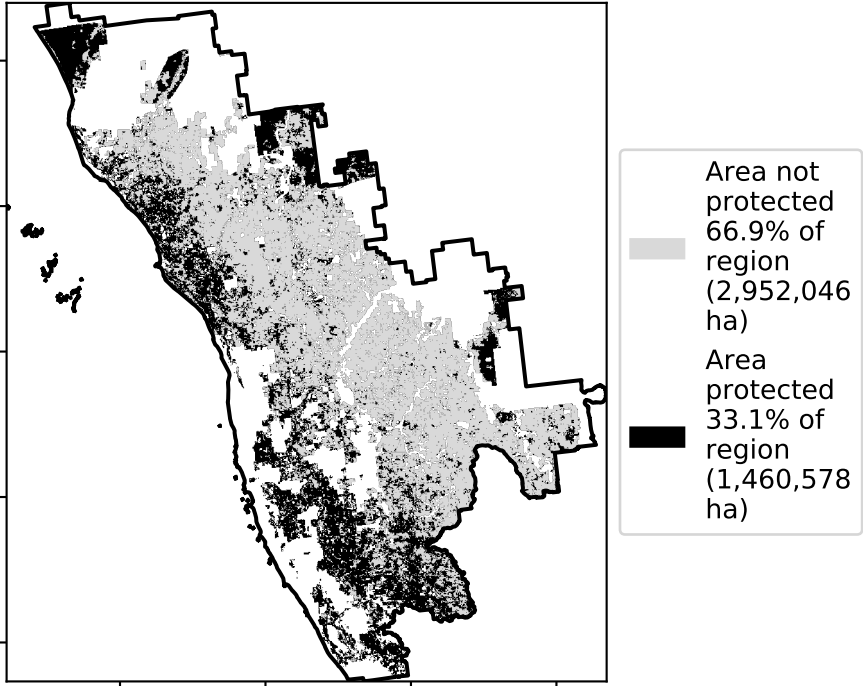 Area not
protected
66.9% of
region
(2,952,046
ha)
Area
protected
33.1% of
region
(1,460,578
ha)